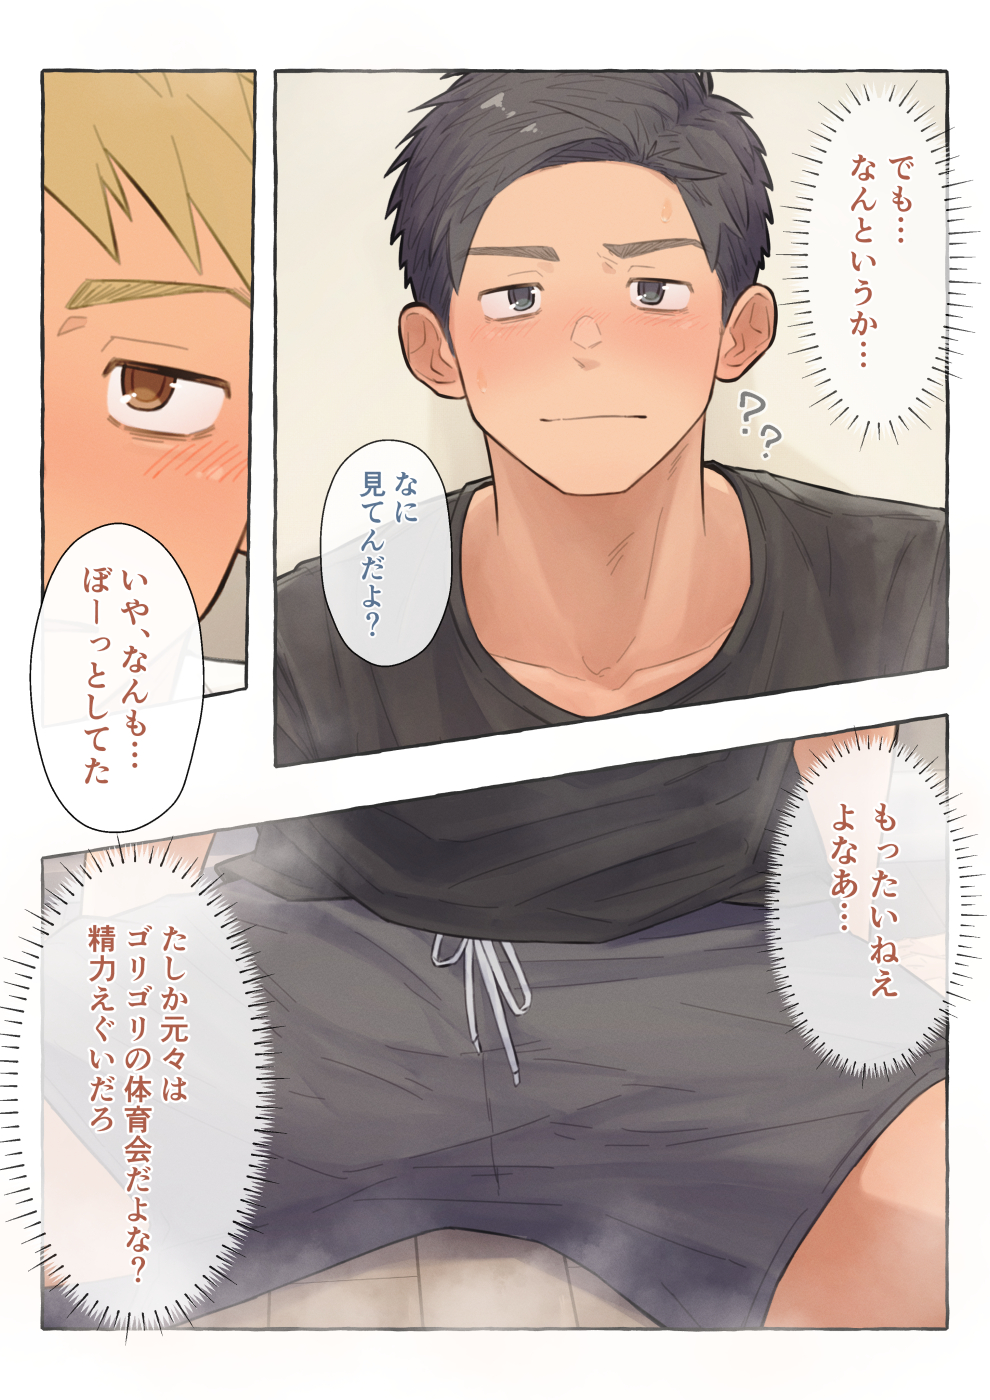 でも…
なんというか…
??
なに
見てんだよ?
いや、なんも…
ぼーっとしてた
もったいねえ
よなあ…
たしか元々は
ゴリゴリの体育会だよな?
精力えぐいだろ